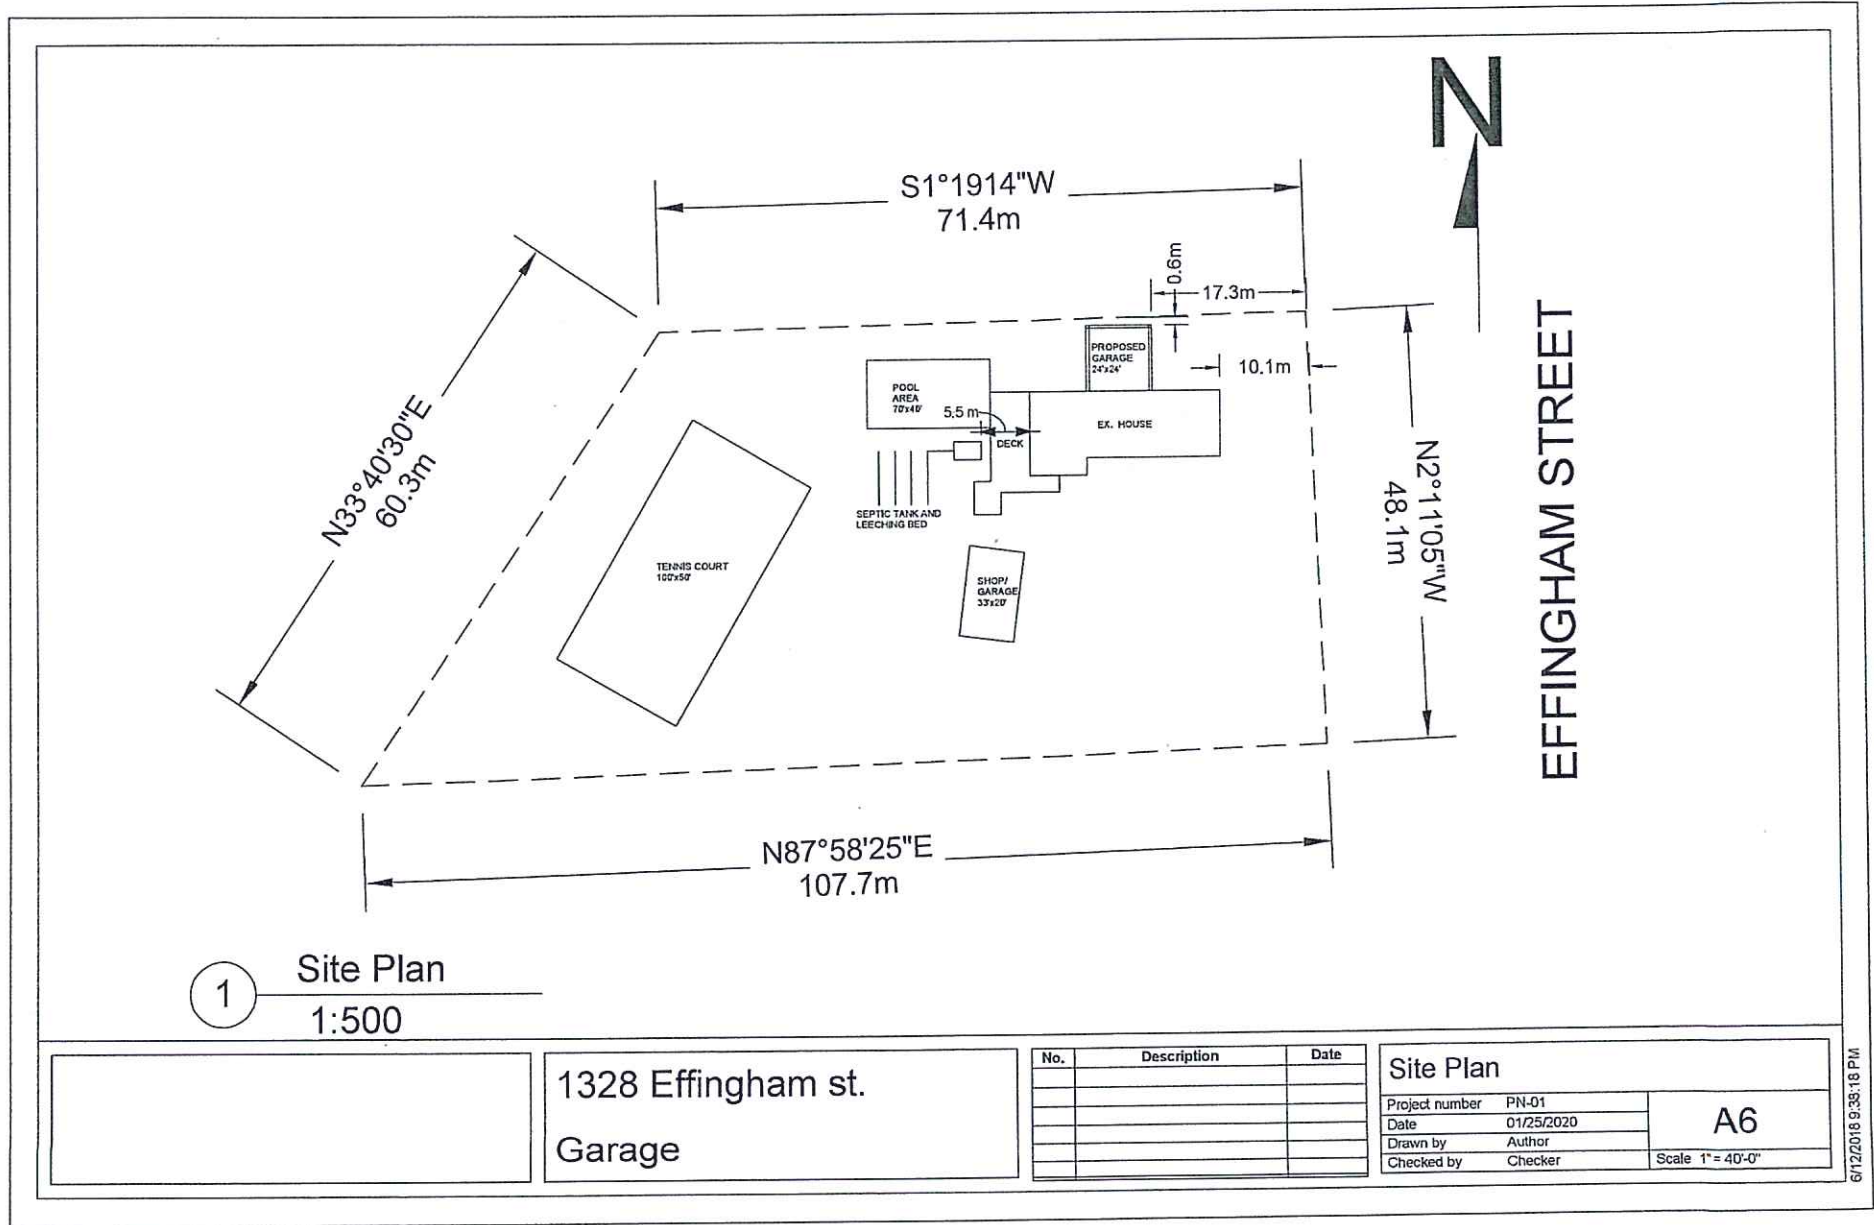 N
S1°1914"W
71.4m
0.6m
17.3m
10.1m
PROPOSED
GARAGE
24'x24'
POOL
AREA
70'x40'
5.5 m
DECK
EX. HOUSE
N33°40'30"E
60.3m
SEPTIC TANK AND
LEECHING BED
TENNIS COURT
100'x50'
SHOP/
GARAGE
33'x20'
N2°11'05"W
48.1m
EFFINGHAM STREET
N87°58'25"E
107.7m
1
Site Plan
1:500
1328 Effingham st.
Garage
No. Description Date
Site Plan
Project number PN-01
Date 01/25/2020
Drawn by Author
Checked by Checker
A6
Scale 1" = 40'-0"
6/12/2018 9:38:18 PM